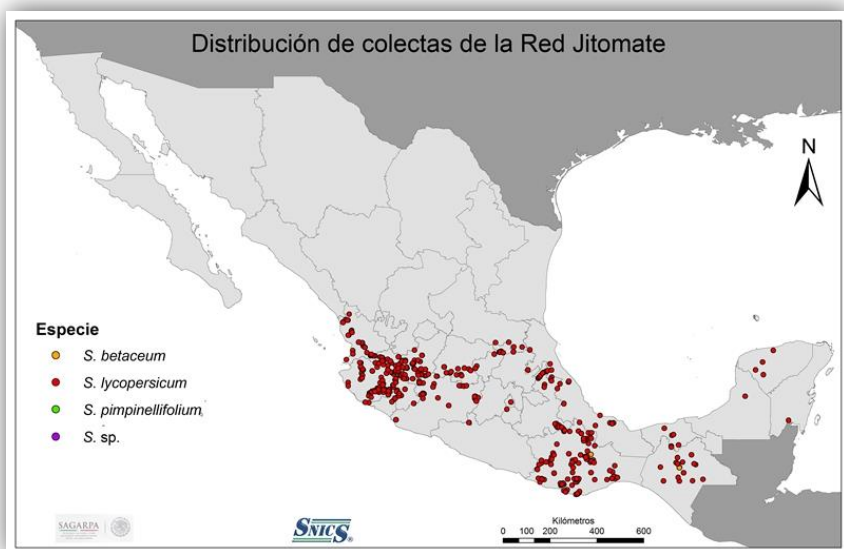 Distribución de colectas de la Red Jitomate
N
Especie
S. betaceum
S. lycopersicum
S. pimpinellifolium
S. sp.
SAGARPA
SNICS®
Kilómetros
0 100 200 400 600